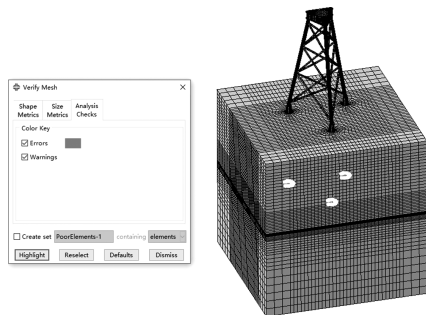 Verify Mesh
Shape Metrics
Size Metrics
Analysis Checks
Color Key
Errors
Warnings
Create set PoorElements-1 containing elements
Highlight Reselect Defaults Dismiss